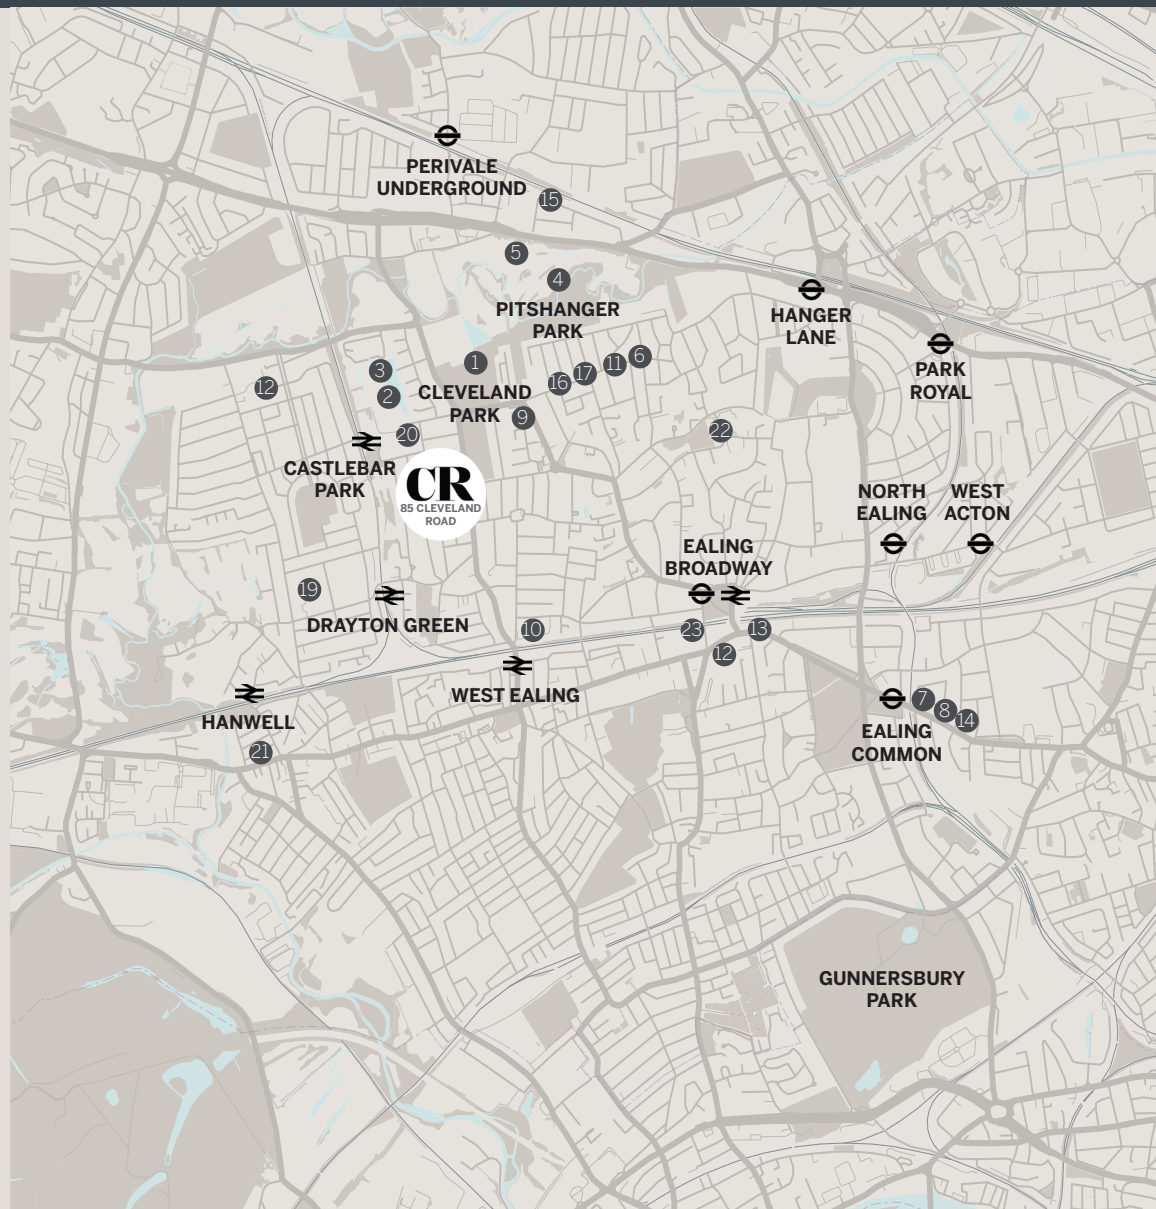 PERIVALE
UNDERGROUND
15
5
4
PITSHANGER
PARK
HANGER
LANE
PARK
ROYAL
1
CLEVELAND
PARK
3
2
12
16
17
11
6
9
20
22
CASTLEBAR
PARK
CR
85 CLEVELAND
ROAD
NORTH
EALING
WEST
ACTON
EALING
BROADWAY
19
DRAYTON GREEN
10
23
12
13
WEST EALING
HANWELL
21
7
8
14
EALING
COMMON
GUNNERSBURY
PARK